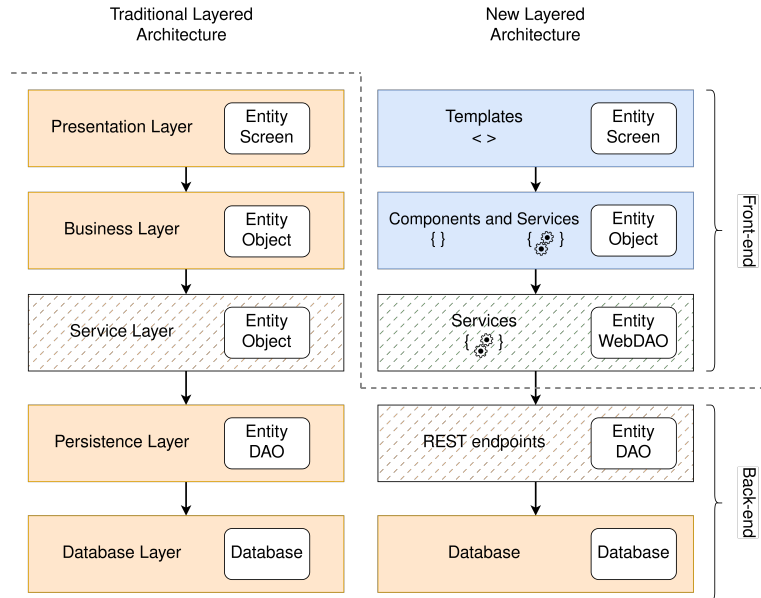 Traditional Layered
Architecture
New Layered
Architecture
Presentation Layer
Entity
Screen
Templates
< >
Entity
Screen
Business Layer
Entity
Object
Components and Services
{ }
{ }
Entity
Object
Service Layer
Entity
Object
Services
{ }
Entity
WebDAO
Front-end
Persistence Layer
Entity
DAO
REST endpoints
Entity
DAO
Database Layer
Database
Database
Database
Back-end